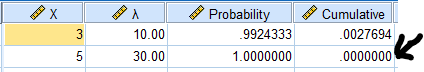 X λ Probability Cumulative
3 10.00 .9924333 .0027694
5 30.00 1.0000000 .0000000